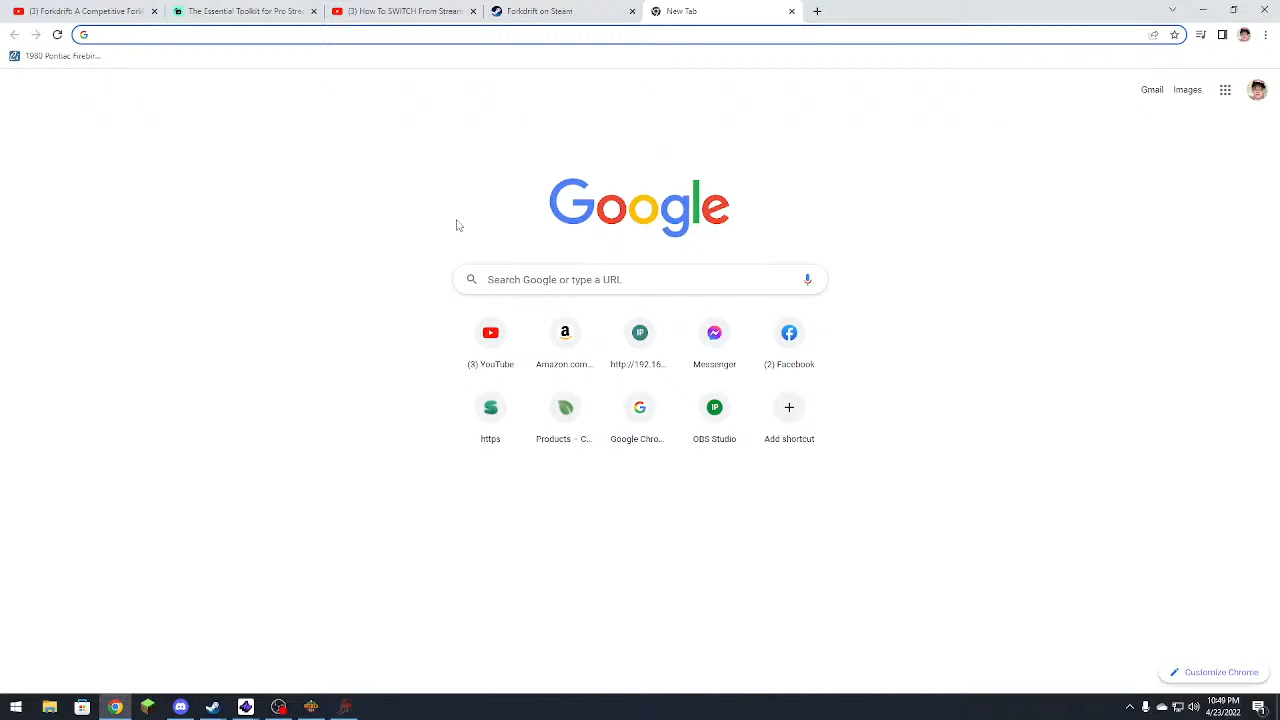 (3) Forkdrift: A Competitive Forkl
The Essential Toolkit for Pro Stre
(3) How To SWITCH From Stream
Forkdrift on Steam
New Tab
1980 Pontiac Firebir...
Gmail
Images
Google
Search Google or type a URL
(3) YouTube
Amazon.com...
http://192.16...
Messenger
(2) Facebook
https
Products – C...
Google Chro...
OBS Studio
Add shortcut
Customize Chrome
10:49 PM
4/23/2022